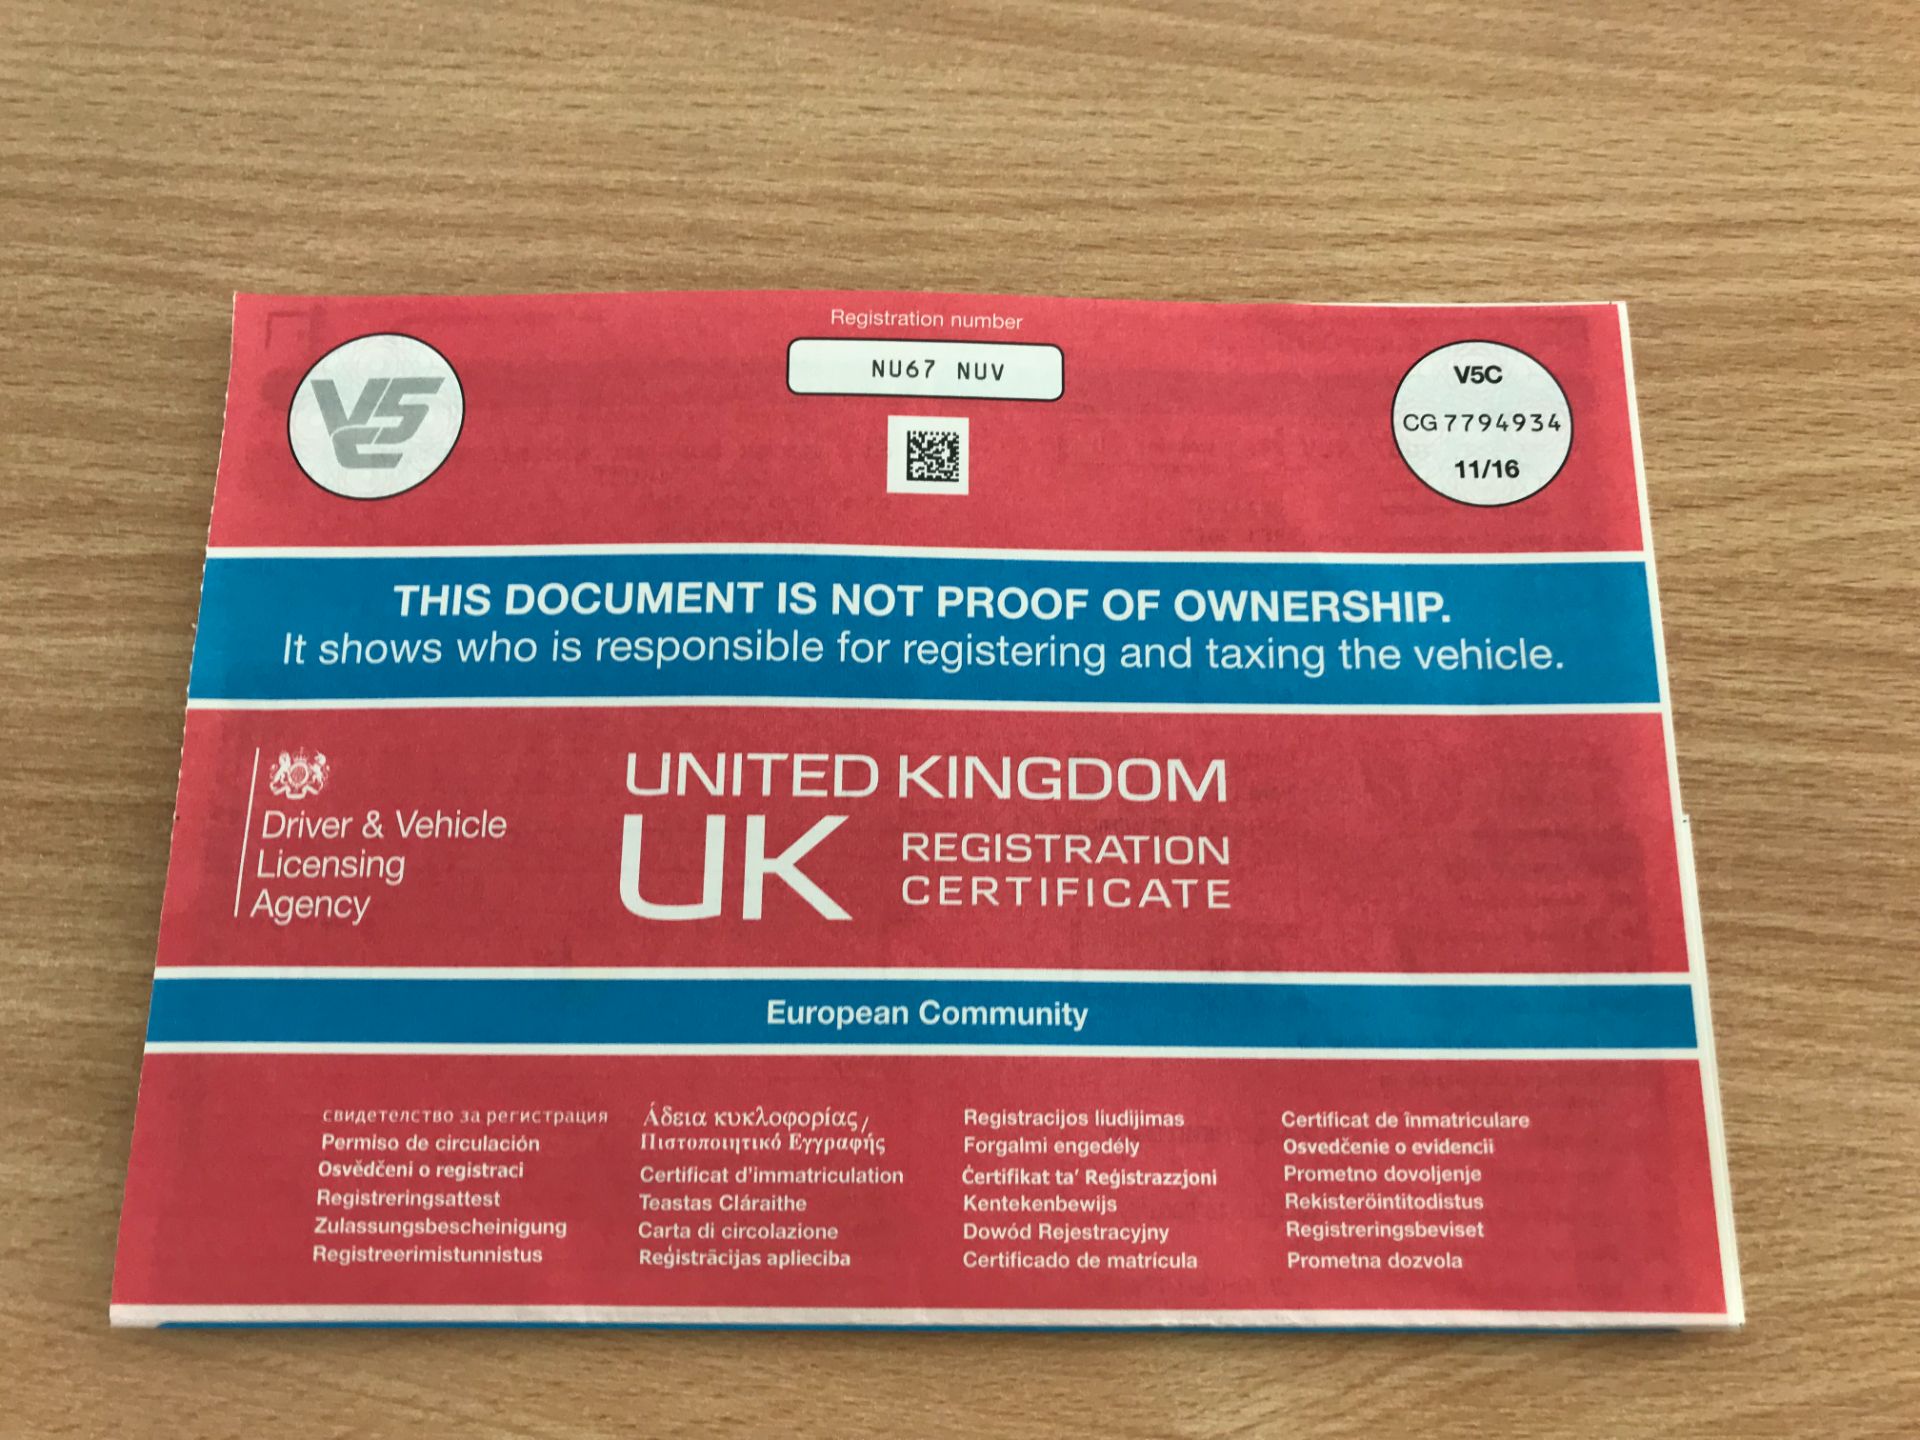 Registration number
NU67 NUV
V5C
V5C
CG 7794934
11/16
THIS DOCUMENT IS NOT PROOF OF OWNERSHIP.
It shows who is responsible for registering and taxing the vehicle.
Driver & Vehicle
Licensing
Agency
UNITED KINGDOM
UK
REGISTRATION
CERTIFICATE
European Community
свидетелство за регистрация
Permiso de circulación
Osvědčeni o registraci
Registreringsattest
Zulassungsbescheinigung
Registreerimistunnistus
Άδεια κυκλοφορίας /
Πιστοποιητικό Εγγραφής
Certificat d'immatriculation
Teastas Cláraithe
Carta di circolazione
Reģistrācijas apliecība
Registracijos liudijimas
Forgalmi engedély
Ċertifikat ta' Reġistrazzjoni
Kentekenbewijs
Dowód Rejestracyjny
Certificado de matrícula
Certificat de înmatriculare
Osvedčenie o evidencii
Prometno dovoljenje
Rekisteröintitodistus
Registreringsbeviset
Prometna dozvola